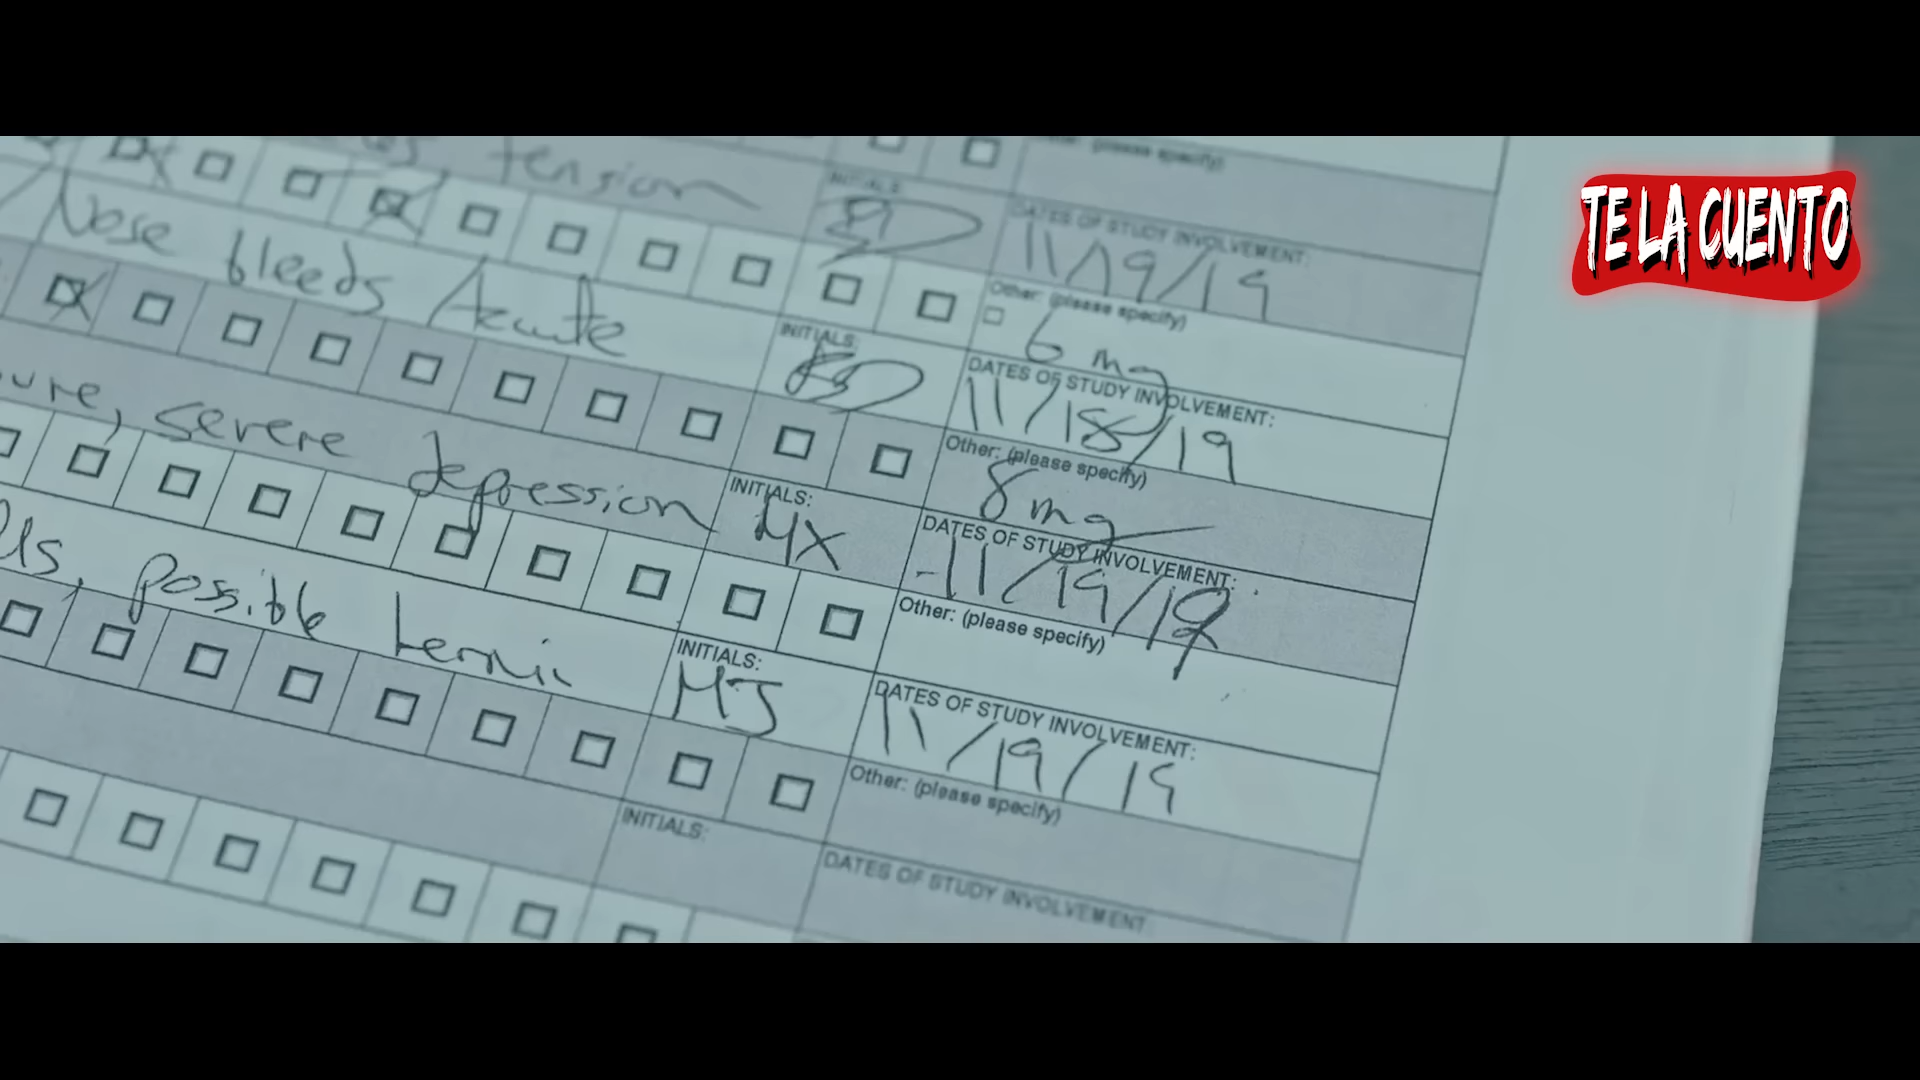 tension
INITIALS:
DATES OF STUDY INVOLVEMENT:
11/19/19
TE LA CUENTO
Nose bleeds Acute
Other: (please specify)
6 mg
INITIALS:
DATES OF STUDY INVOLVEMENT:
11/18/19
severe depression
Other: (please specify)
8 mg
INITIALS:
MX
DATES OF STUDY INVOLVEMENT:
11/19/19
possible
Other: (please specify)
INITIALS:
MJ
DATES OF STUDY INVOLVEMENT:
11/19/19
Other: (please specify)
INITIALS:
DATES OF STUDY INVOLVEMENT: